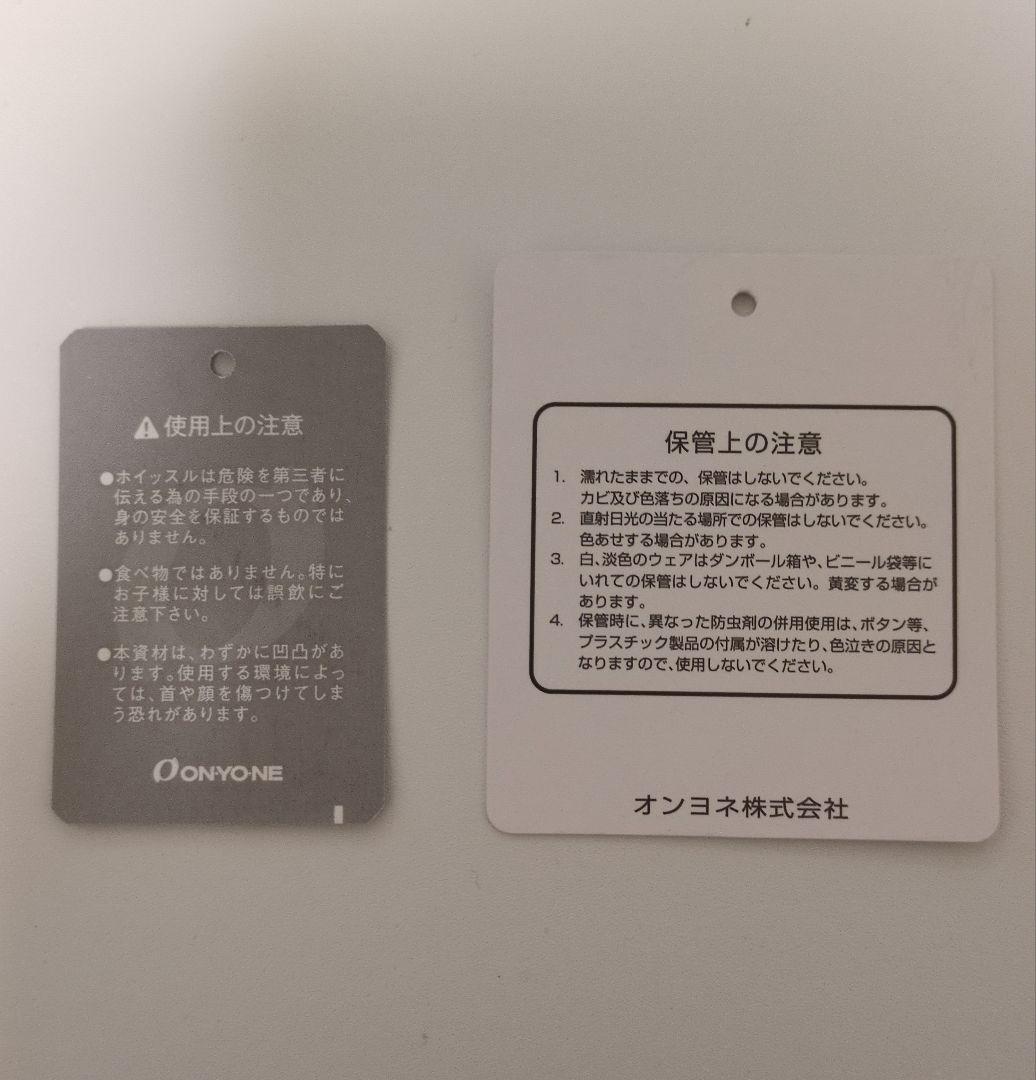 ⚠使用上の注意
●ホイッスルは危険を第三者に
伝える為の手段の一つであり、
身の安全を保証するものでは
ありません。
●食べ物ではありません。特に
お子様に対しては誤飲にご
注意下さい。
●本資材は、わずかに凹凸があ
ります。使用する環境によっ
ては、首や顔を傷つけてしま
う恐れがあります。
ON·YO·NE
保管上の注意
1. 濡れたままでの、保管はしないでください。
カビ及び色落ちの原因になる場合があります。
2. 直射日光の当たる場所での保管はしないでください。
色あせする場合があります。
3. 白、淡色のウェアはダンボール箱や、ビニール袋等に
いれての保管はしないでください。黄変する場合が
あります。
4. 保管時に、異なった防虫剤の併用使用は、ボタン等、
プラスチック製品の付属が溶けたり、色泣きの原因と
なりますので、使用しないでください。
オンヨネ株式会社